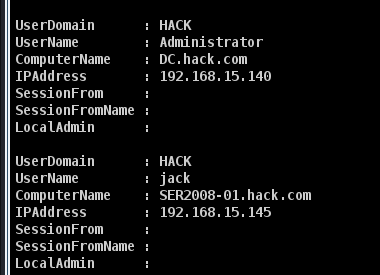 UserDomain : HACK
UserName : Administrator
ComputerName : DC.hack.com
IPAddress : 192.168.15.140
SessionFrom :
SessionFromName :
LocalAdmin :
UserDomain : HACK
UserName : jack
ComputerName : SER2008-01.hack.com
IPAddress : 192.168.15.145
SessionFrom :
SessionFromName :
LocalAdmin :